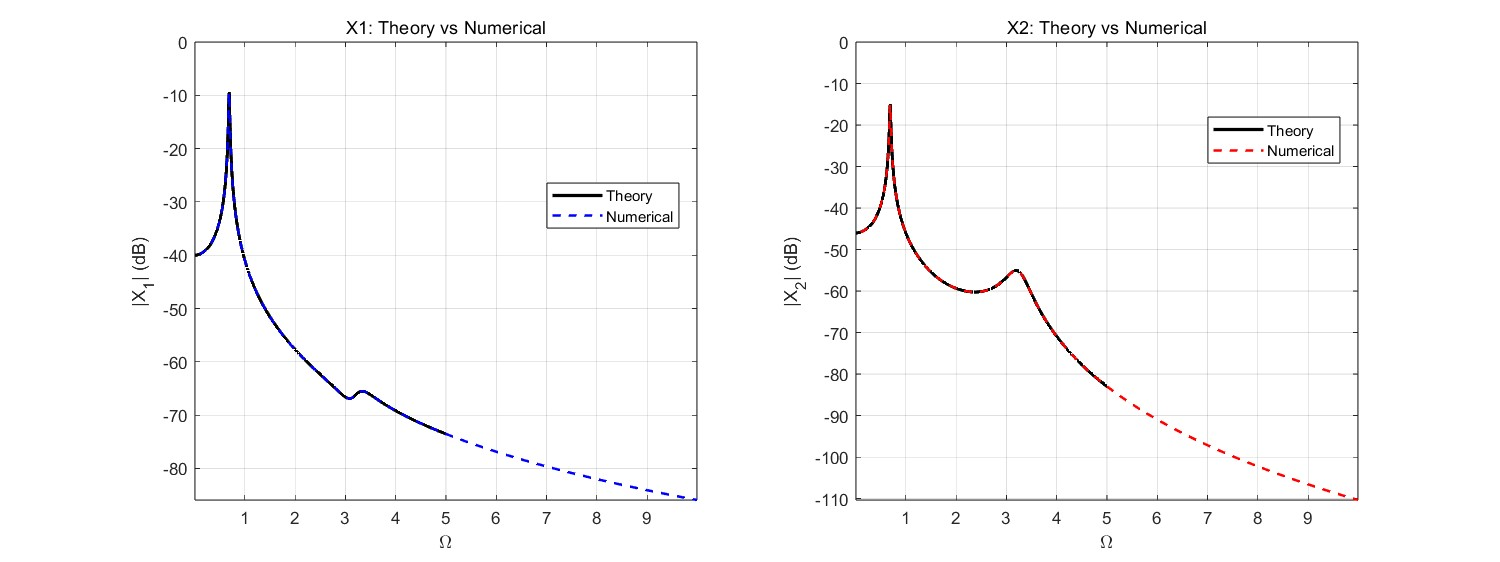 X1: Theory vs Numerical
0
-10
-20
-30
-40
-50
-60
-70
-80
|X1| (dB)
1 2 3 4 5 6 7 8 9
Ω
Theory
Numerical
X2: Theory vs Numerical
0
-10
-20
-30
-40
-50
-60
-70
-80
-90
-100
-110
|X2| (dB)
1 2 3 4 5 6 7 8 9
Ω
Theory
Numerical